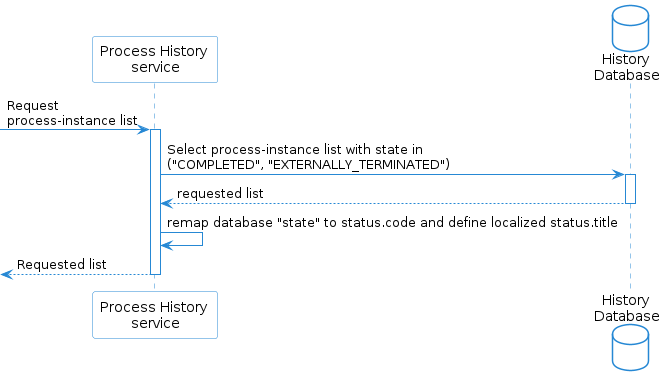 Process History
service
History
Database
Request
process-instance list
Select process-instance list with state in
("COMPLETED", "EXTERNALLY_TERMINATED")
requested list
remap database "state" to status.code and define localized status.title
Requested list
Process History
service
History
Database